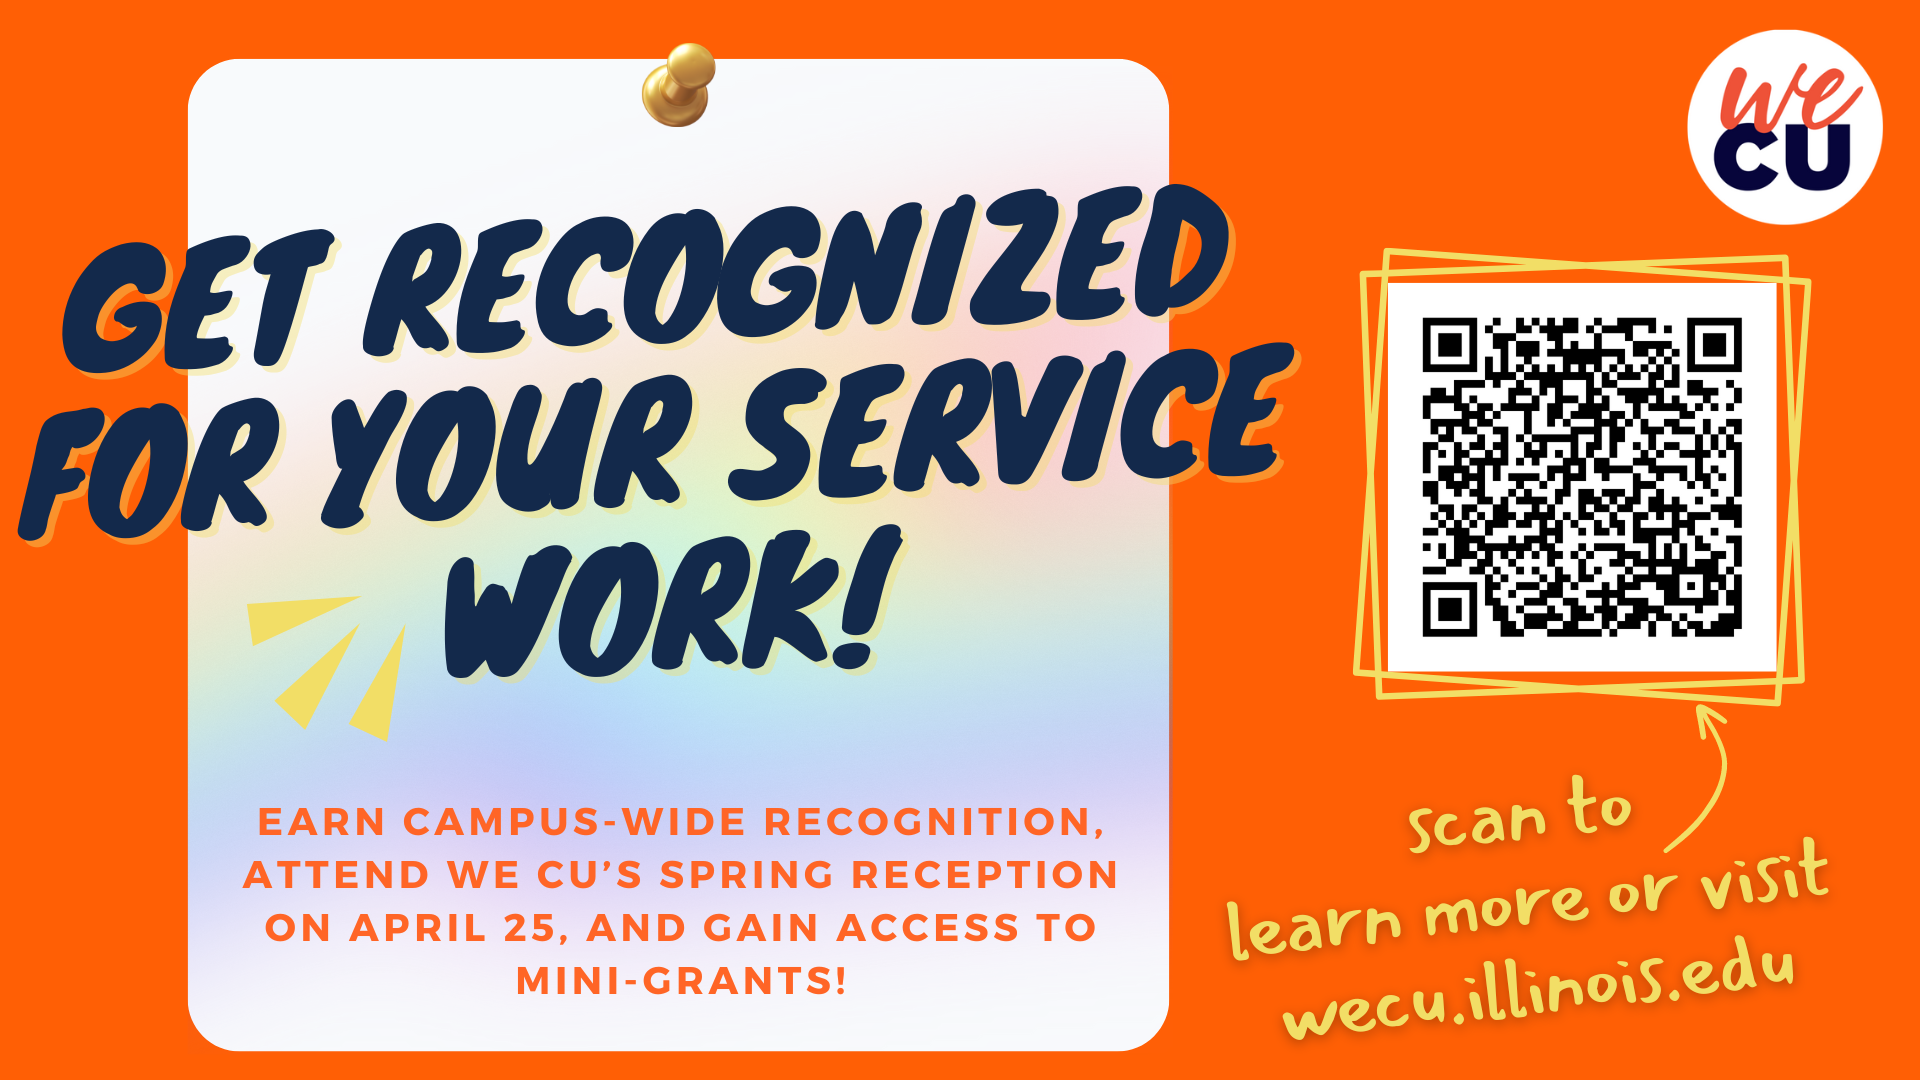 we
CU
GET RECOGNIZED
FOR YOUR SERVICE
WORK!
EARN CAMPUS-WIDE RECOGNITION,
ATTEND WE CU’S SPRING RECEPTION
ON APRIL 25, AND GAIN ACCESS TO
MINI-GRANTS!
scan to
learn more or visit
wecu.illinois.edu